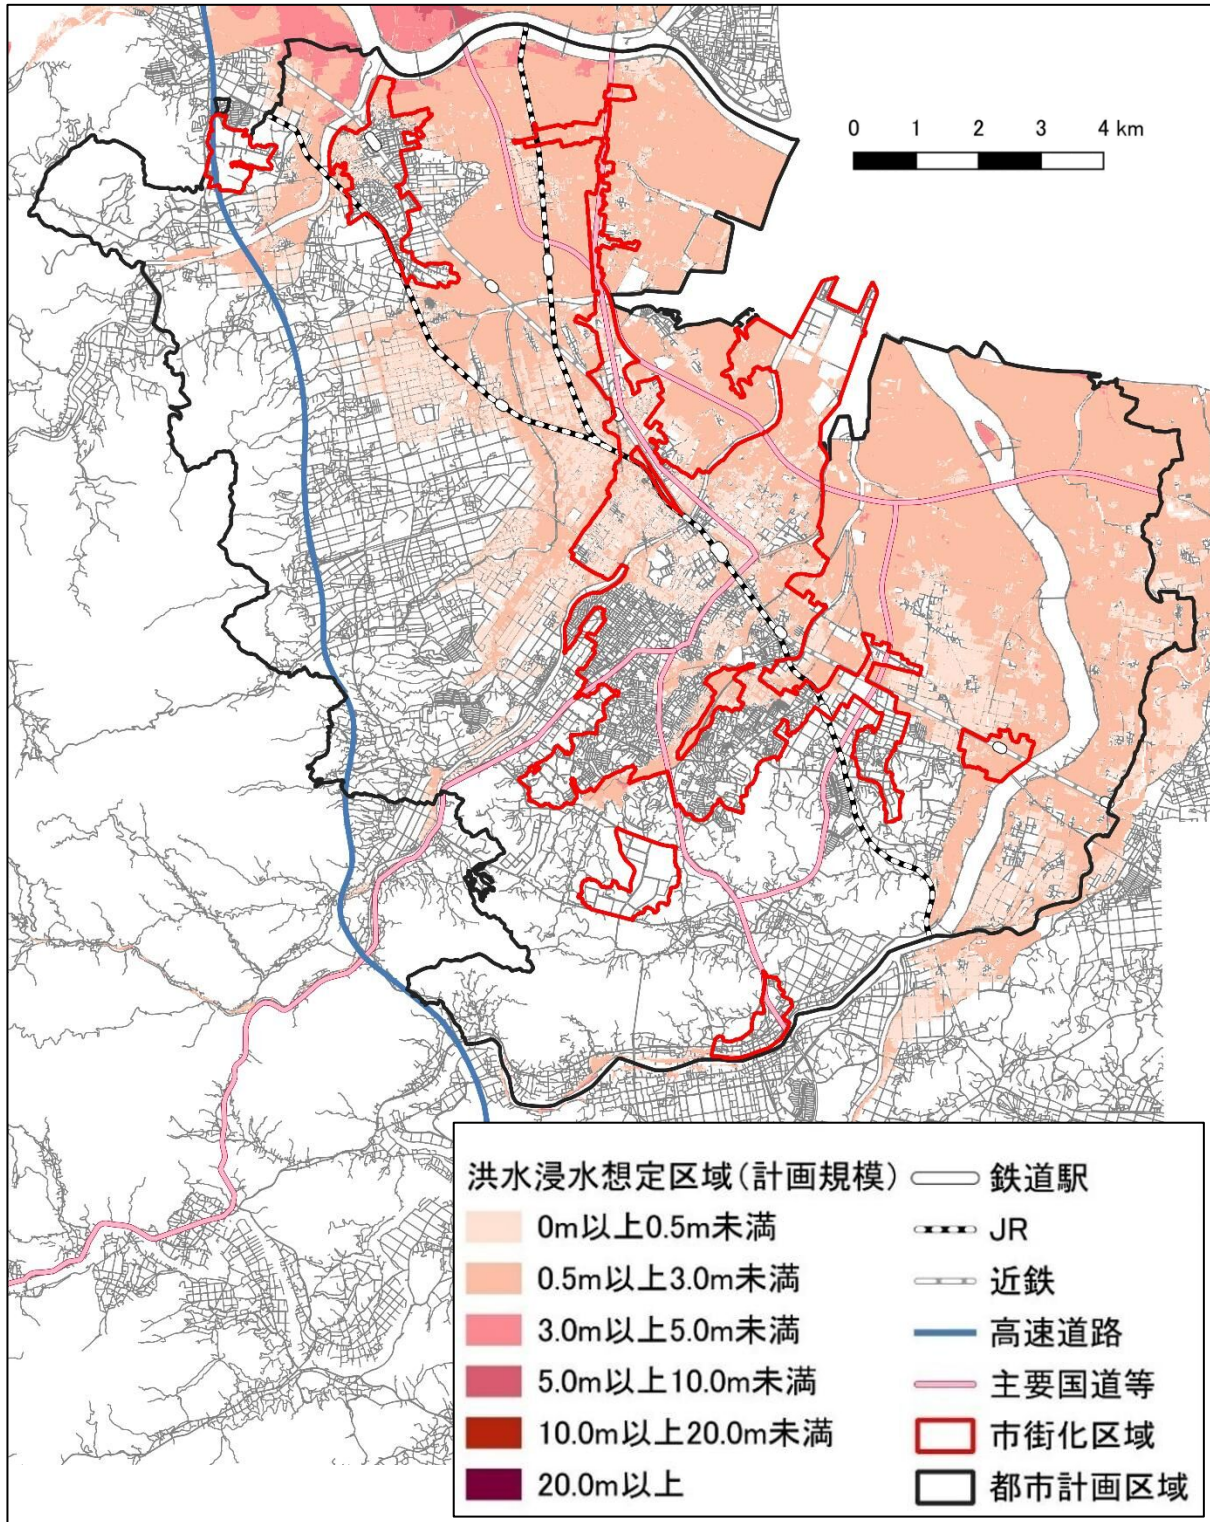 0 1 2 3 4 km
洪水浸水想定区域(計画規模)
0m以上0.5m未満
0.5m以上3.0m未満
3.0m以上5.0m未満
5.0m以上10.0m未満
10.0m以上20.0m未満
20.0m以上
鉄道駅
JR
近鉄
高速道路
主要国道等
市街化区域
都市計画区域